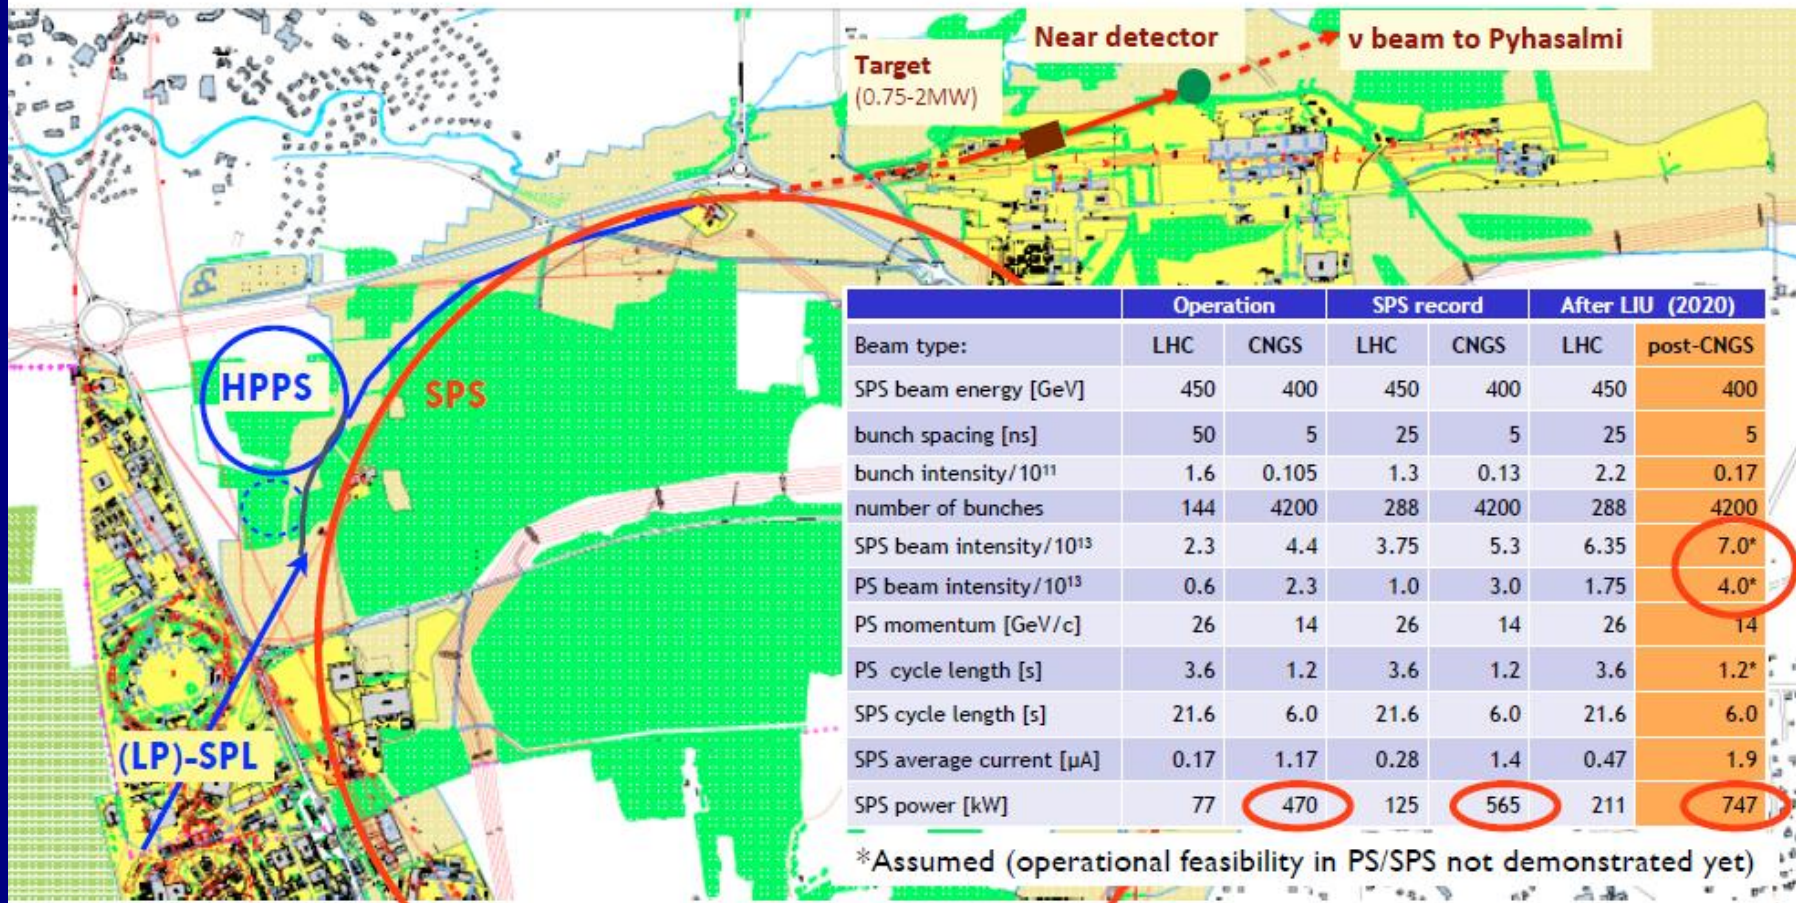 Target
(0.75-2MW)
Near detector
ν beam to Pyhasalmi
HPPS
SPS
(LP)-SPL
Operation SPS record After LIU (2020)
Beam type: LHC CNGS LHC CNGS LHC post-CNGS
SPS beam energy [GeV] 450 400 450 400 450 400
bunch spacing [ns] 50 5 25 5 25 5
bunch intensity/10¹¹ 1.6 0.105 1.3 0.13 2.2 0.17
number of bunches 144 4200 288 4200 288 4200
SPS beam intensity/10¹³ 2.3 4.4 3.75 5.3 6.35 7.0*
PS beam intensity/10¹³ 0.6 2.3 1.0 3.0 1.75 4.0*
PS momentum [GeV/c] 26 14 26 14 26 14
PS cycle length [s] 3.6 1.2 3.6 1.2 3.6 1.2*
SPS cycle length [s] 21.6 6.0 21.6 6.0 21.6 6.0
SPS average current [µA] 0.17 1.17 0.28 1.4 0.47 1.9
SPS power [kW] 77 470 125 565 211 747
*Assumed (operational feasibility in PS/SPS not demonstrated yet)